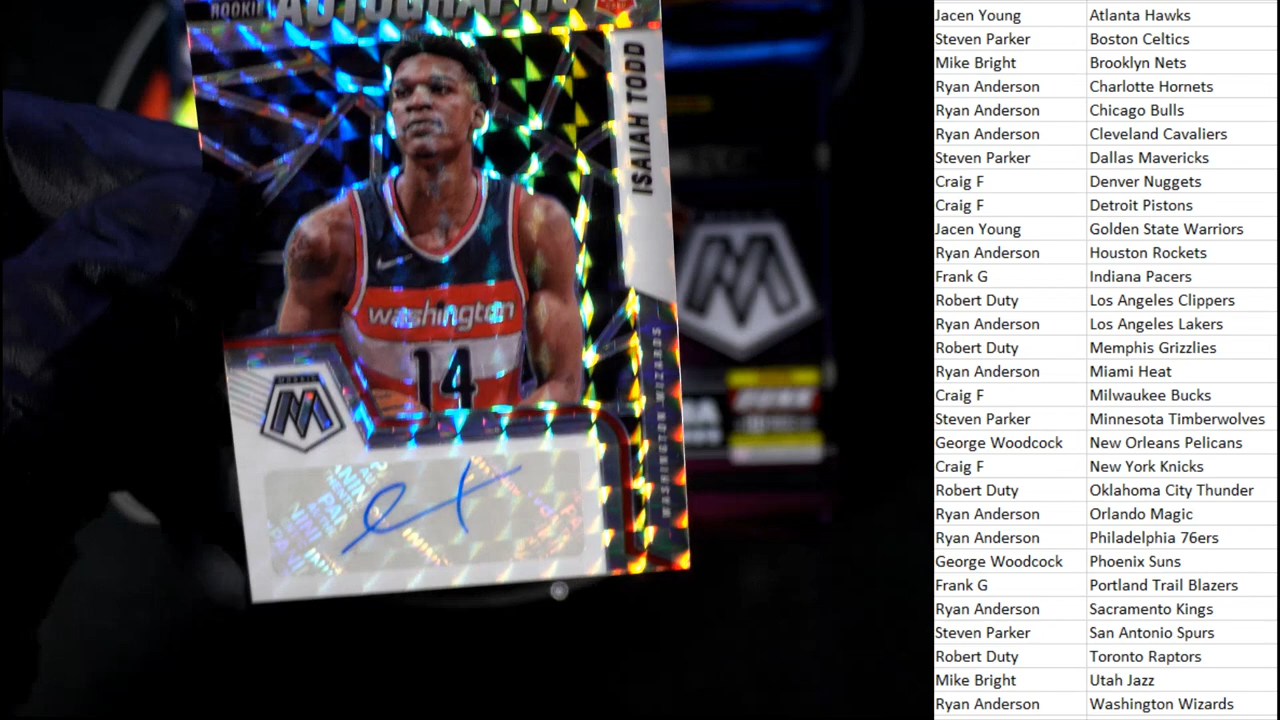 ROOKIE AUTOGRAPHS
ISAIAH TODD
washington
14
MOSAIC
WASHINGTON WIZARDS
Jacen Young Atlanta Hawks
Steven Parker Boston Celtics
Mike Bright Brooklyn Nets
Ryan Anderson Charlotte Hornets
Ryan Anderson Chicago Bulls
Ryan Anderson Cleveland Cavaliers
Steven Parker Dallas Mavericks
Craig F Denver Nuggets
Craig F Detroit Pistons
Jacen Young Golden State Warriors
Ryan Anderson Houston Rockets
Frank G Indiana Pacers
Robert Duty Los Angeles Clippers
Ryan Anderson Los Angeles Lakers
Robert Duty Memphis Grizzlies
Ryan Anderson Miami Heat
Craig F Milwaukee Bucks
Steven Parker Minnesota Timberwolves
George Woodcock New Orleans Pelicans
Craig F New York Knicks
Robert Duty Oklahoma City Thunder
Ryan Anderson Orlando Magic
Ryan Anderson Philadelphia 76ers
George Woodcock Phoenix Suns
Frank G Portland Trail Blazers
Ryan Anderson Sacramento Kings
Steven Parker San Antonio Spurs
Robert Duty Toronto Raptors
Mike Bright Utah Jazz
Ryan Anderson Washington Wizards